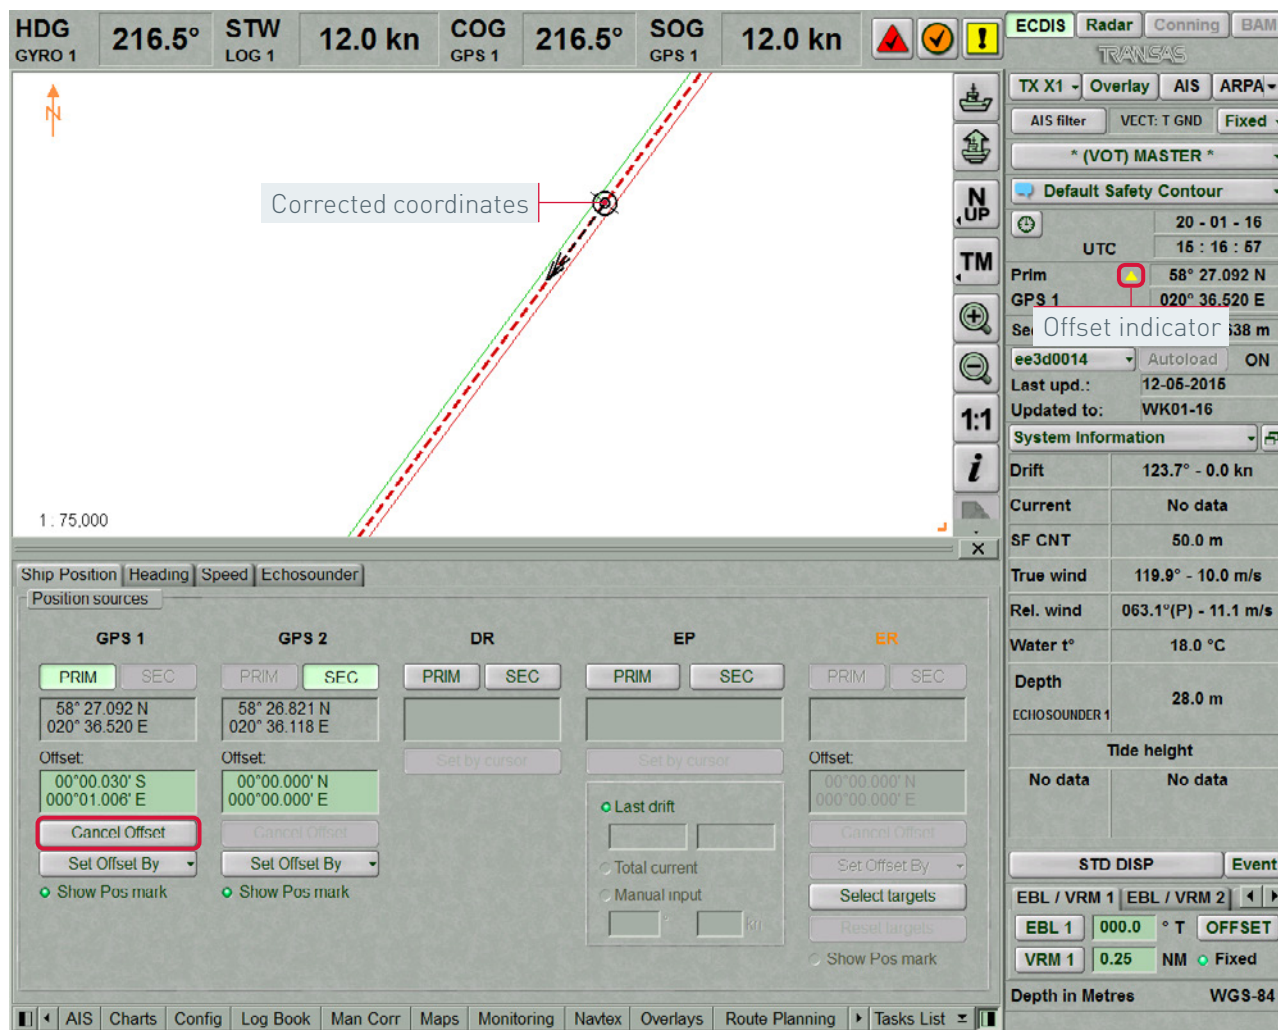 HDG 216.5° STW 12.0 kn COG 216.5° SOG 12.0 kn
GYRO 1 LOG 1 GPS 1 GPS 1
ECDIS Radar Conning BAM
TRANSAS
TX X1 Overlay AIS ARPA
AIS filter VECT: T GND Fixed
* (VOT) MASTER *
Default Safety Contour
20 - 01 - 16
UTC 15 : 16 : 57
Prim 58° 27.092 N
GPS 1 020° 36.520 E
Offset indicator
38 m
ee3d0014 Autoload ON
Last upd.: 12-05-2015
Updated to: WK01-16
System Information
Drift 123.7° - 0.0 kn
Current No data
SF CNT 50.0 m
True wind 119.9° - 10.0 m/s
Rel. wind 063.1°(P) - 11.1 m/s
Water t° 18.0 °C
Depth 28.0 m
ECHOSOUNDER 1
Tide height
No data No data
STD DISP Event
EBL / VRM 1 EBL / VRM 2
EBL 1 000.0 ° T OFFSET
VRM 1 0.25 NM Fixed
Depth in Metres WGS-84
N
Corrected coordinates
N UP
TM
1:1
i
1 : 75,000
Ship Position Heading Speed Echosounder
Position sources
GPS 1 GPS 2 DR EP ER
PRIM SEC PRIM SEC PRIM SEC PRIM SEC PRIM SEC
58° 27.092 N 58° 26.821 N
020° 36.520 E 020° 36.118 E
Offset: Offset: Set by cursor Set by cursor Offset:
00°00.030' S 00°00.000' N 00°00.000' N
000°01.006' E 000°00.000' E 000°00.000' E
Last drift
Cancel Offset Cancel Offset Cancel Offset
Set Offset By Set Offset By Total current Set Offset By
Show Pos mark Show Pos mark Manual input Select targets
° kn Reset targets
Show Pos mark
AIS Charts Config Log Book Man Corr Maps Monitoring Navtex Overlays Route Planning Tasks List